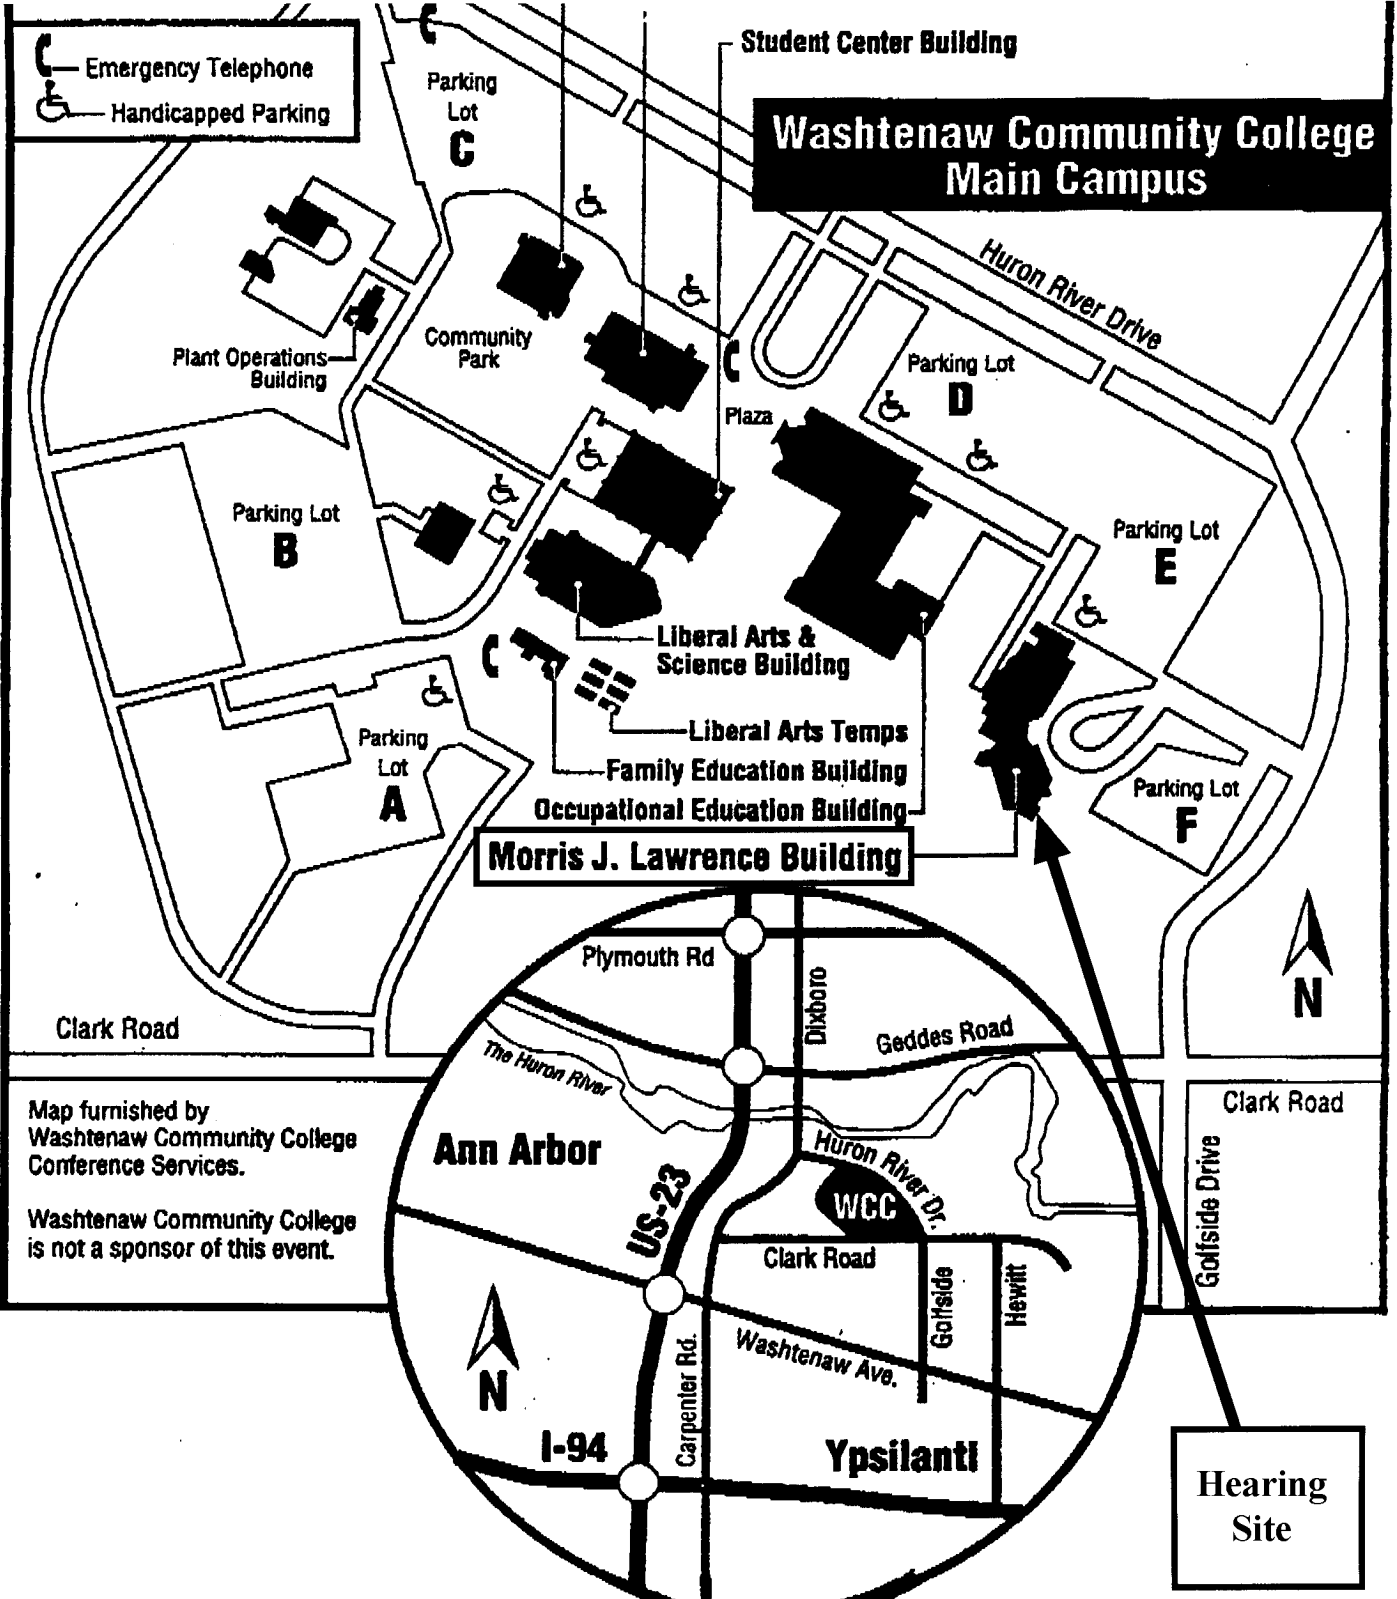 Emergency Telephone
Handicapped Parking
Parking
Lot
C
Student Center Building
Washtenaw Community College
Main Campus
Huron River Drive
Community
Park
Plant Operations
Building
Plaza
Parking Lot
D
Parking Lot
B
Parking Lot
E
Liberal Arts &
Science Building
Liberal Arts Temps
Family Education Building
Occupational Education Building
Parking
Lot
A
Parking Lot
F
Morris J. Lawrence Building
N
Clark Road
Plymouth Rd
Dixboro
Geddes Road
The Huron River
Clark Road
Golfside Drive
Map furnished by
Washtenaw Community College
Conference Services.
Washtenaw Community College
is not a sponsor of this event.
Ann Arbor
US-23
Huron River Dr.
WCC
Clark Road
Golfside
Hewitt
Washtenaw Ave.
Carpenter Rd.
N
I-94
Ypsilanti
Hearing
Site